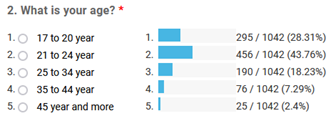 2. What is your age? *
1. 17 to 20 year 1. 295 / 1042 (28.31%)
2. 21 to 24 year 2. 456 / 1042 (43.76%)
3. 25 to 34 year 3. 190 / 1042 (18.23%)
4. 35 to 44 year 4. 76 / 1042 (7.29%)
5. 45 year and more 5. 25 / 1042 (2.4%)